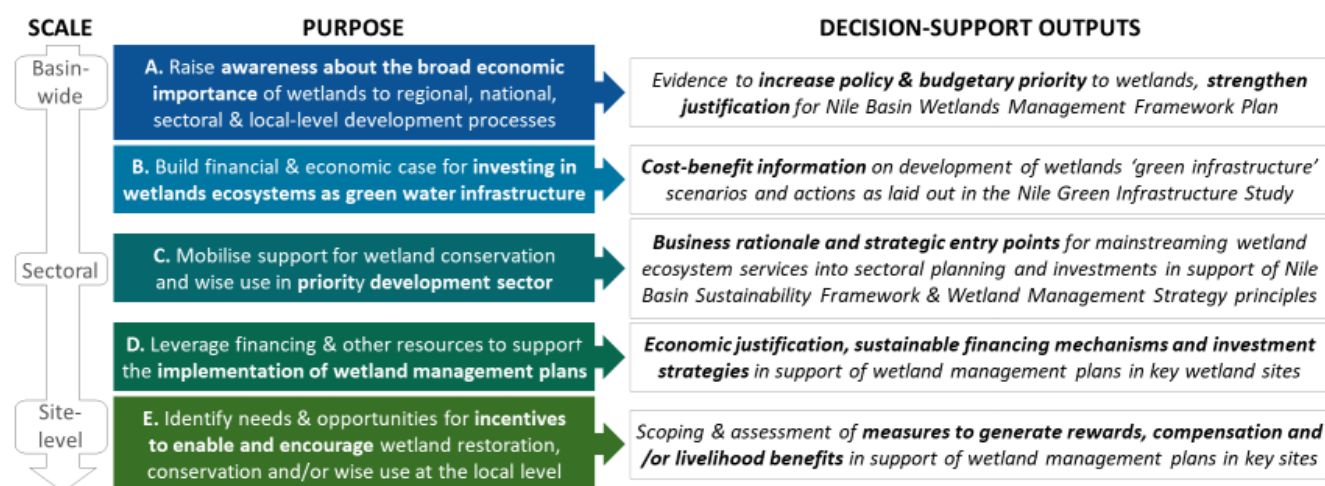 SCALE
PURPOSE
DECISION-SUPPORT OUTPUTS
Basin-
wide
A. Raise awareness about the broad economic
importance of wetlands to regional, national,
sectoral & local-level development processes
Evidence to increase policy & budgetary priority to wetlands, strengthen
justification for Nile Basin Wetlands Management Framework Plan
B. Build financial & economic case for investing in
wetlands ecosystems as green water infrastructure
Cost-benefit information on development of wetlands ‘green infrastructure’
scenarios and actions as laid out in the Nile Green Infrastructure Study
Sectoral
C. Mobilise support for wetland conservation
and wise use in priority development sector
Business rationale and strategic entry points for mainstreaming wetland
ecosystem services into sectoral planning and investments in support of Nile
Basin Sustainability Framework & Wetland Management Strategy principles
D. Leverage financing & other resources to support
the implementation of wetland management plans
Economic justification, sustainable financing mechanisms and investment
strategies in support of wetland management plans in key wetland sites
Site-
level
E. Identify needs & opportunities for incentives
to enable and encourage wetland restoration,
conservation and/or wise use at the local level
Scoping & assessment of measures to generate rewards, compensation and
/or livelihood benefits in support of wetland management plans in key sites